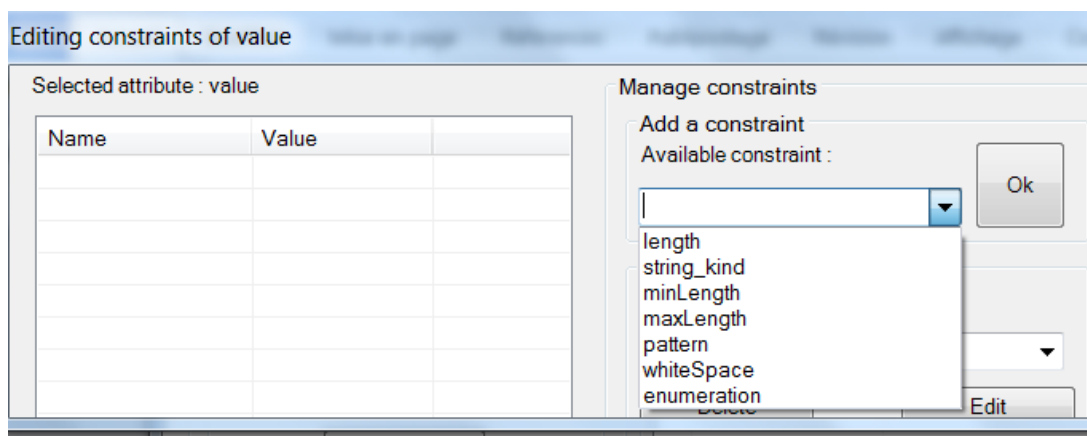 Editing constraints of value
Selected attribute : value
Name Value
Manage constraints
Add a constraint
Available constraint :
Ok
length
string_kind
minLength
maxLength
pattern
whiteSpace
enumeration
Delete Edit